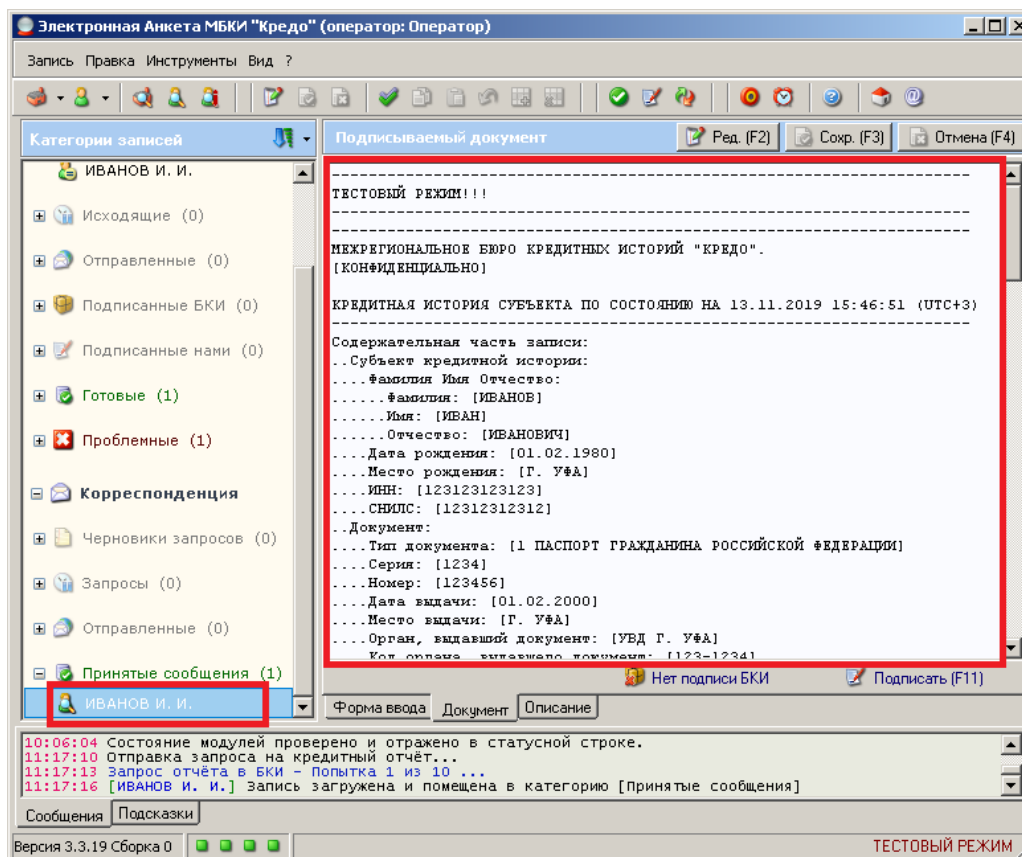 Электронная Анкета МБКИ "Кредо" (оператор: Оператор)
Запись Правка Инструменты Вид ?
Категории записей
Подписываемый документ
Ред. (F2)
Сохр. (F3)
Отмена (F4)
ИВАНОВ И. И.
Исходящие (0)
Отправленные (0)
Подписанные БКИ (0)
Подписанные нами (0)
Готовые (1)
Проблемные (1)
Корреспонденция
Черновики запросов (0)
Запросы (0)
Отправленные (0)
Принятые сообщения (1)
ИВАНОВ И. И.
----------------------------------------------------------------------
ТЕСТОВЫЙ РЕЖИМ!!!
----------------------------------------------------------------------
----------------------------------------------------------------------
МЕЖРЕГИОНАЛЬНОЕ БЮРО КРЕДИТНЫХ ИСТОРИЙ "КРЕДО".
[КОНФИДЕНЦИАЛЬНО]
КРЕДИТНАЯ ИСТОРИЯ СУБЪЕКТА ПО СОСТОЯНИЮ НА 13.11.2019 15:46:51 (UTC+3)
----------------------------------------------------------------------
Содержательная часть записи:
..Субъект кредитной истории:
....Фамилия Имя Отчество:
......Фамилия: [ИВАНОВ]
......Имя: [ИВАН]
......Отчество: [ИВАНОВИЧ]
....Дата рождения: [01.02.1980]
....Место рождения: [Г. УФА]
....ИНН: [123123123123]
....СНИЛС: [12312312312]
..Документ:
....Тип документа: [1 ПАСПОРТ ГРАЖДАНИНА РОССИЙСКОЙ ФЕДЕРАЦИИ]
....Серия: [1234]
....Номер: [123456]
....Дата выдачи: [01.02.2000]
....Место выдачи: [Г. УФА]
....Орган, выдавший документ: [УВД Г. УФА]
....Код органа, выдавшего документ: [123-1234]
Нет подписи БКИ
Подписать (F11)
Форма ввода
Документ
Описание
10:06:04 Состояние модулей проверено и отражено в статусной строке.
11:17:10 Отправка запроса на кредитный отчёт...
11:17:13 Запрос отчёта в БКИ - Попытка 1 из 10 ...
11:17:16 [ИВАНОВ И. И.] Запись загружена и помещена в категорию [Принятые сообщения]
Сообщения
Подсказки
Версия 3.3.19 Сборка 0
ТЕСТОВЫЙ РЕЖИМ